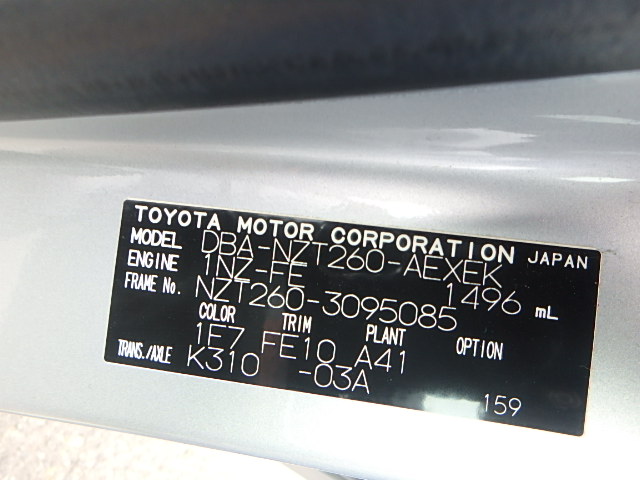 TOYOTA MOTOR CORPORATION JAPAN
MODEL DBA-NZT260-AEXEK
ENGINE 1NZ-FE 1496 mL
FRAME No. NZT260-3095085
COLOR TRIM PLANT OPTION
1E7 FE10 A41
TRANS./AXLE K310 -03A
159